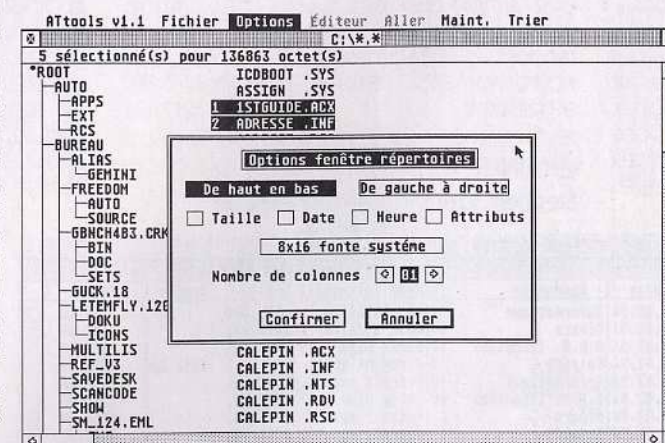 ATtools v1.1 Fichier Options Éditeur Aller Maint. Trier
C:\*.*
5 sélectionné(s) pour 136863 octet(s)
ROOT
AUTO
APPS
EXT
RCS
BUREAU
ALIAS
GEMINI
FREEDOM
AUTO
SOURCE
GBNCH4B3.CRK
BIN
DOC
SETS
GUCK.18
LETEMFLY.12
DOKU
ICONS
MULTILIS
REF_V3
SAVEDESK
SCANCODE
SHOW
SM_124.EML
ICDBOOT .SYS
ASSIGN .SYS
1 1STGUIDE.ACX
2 ADRESSE .INF
Options fenêtre répertoires
De haut en bas De gauche à droite
Taille Date Heure Attributs
8x16 fonte systéme
Nombre de colonnes 01
Confirmer Annuler
CALEPIN .ACX
CALEPIN .INF
CALEPIN .NTS
CALEPIN .RDV
CALEPIN .RSC